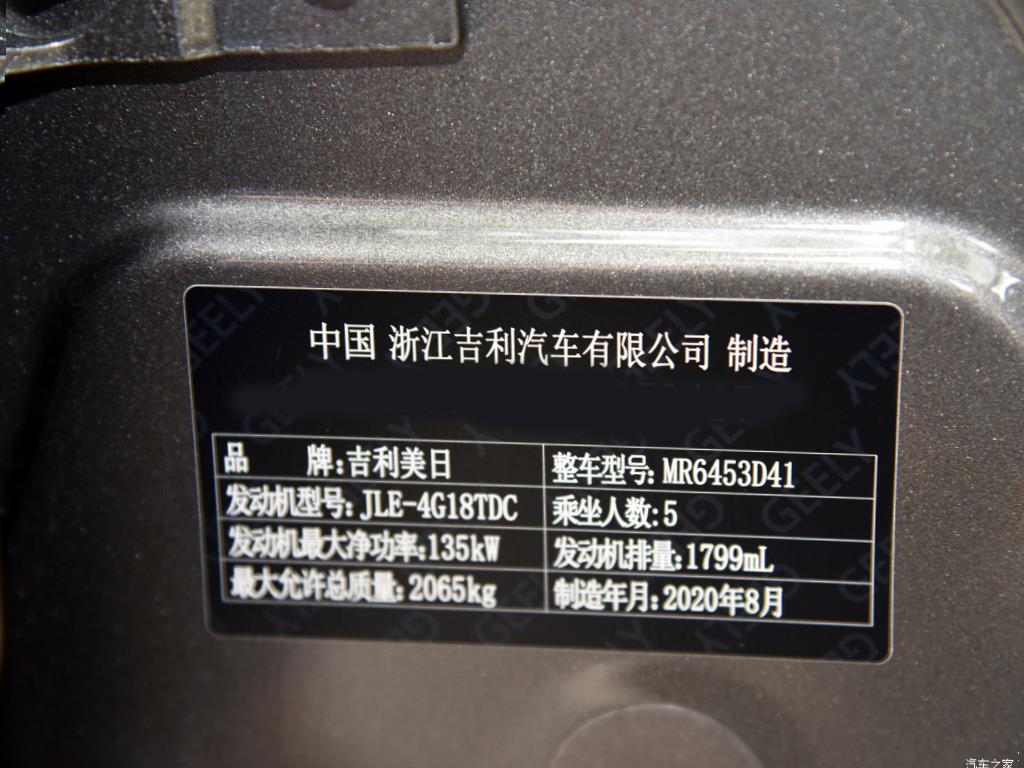 中国 浙江吉利汽车有限公司 制造
品 牌:吉利美日 整车型号:MR6453D41
发动机型号:JLE-4G18TDC 乘坐人数:5
发动机最大净功率:135kW 发动机排量:1799mL
最大允许总质量:2065kg 制造年月:2020年8月
GEELY
汽车之家